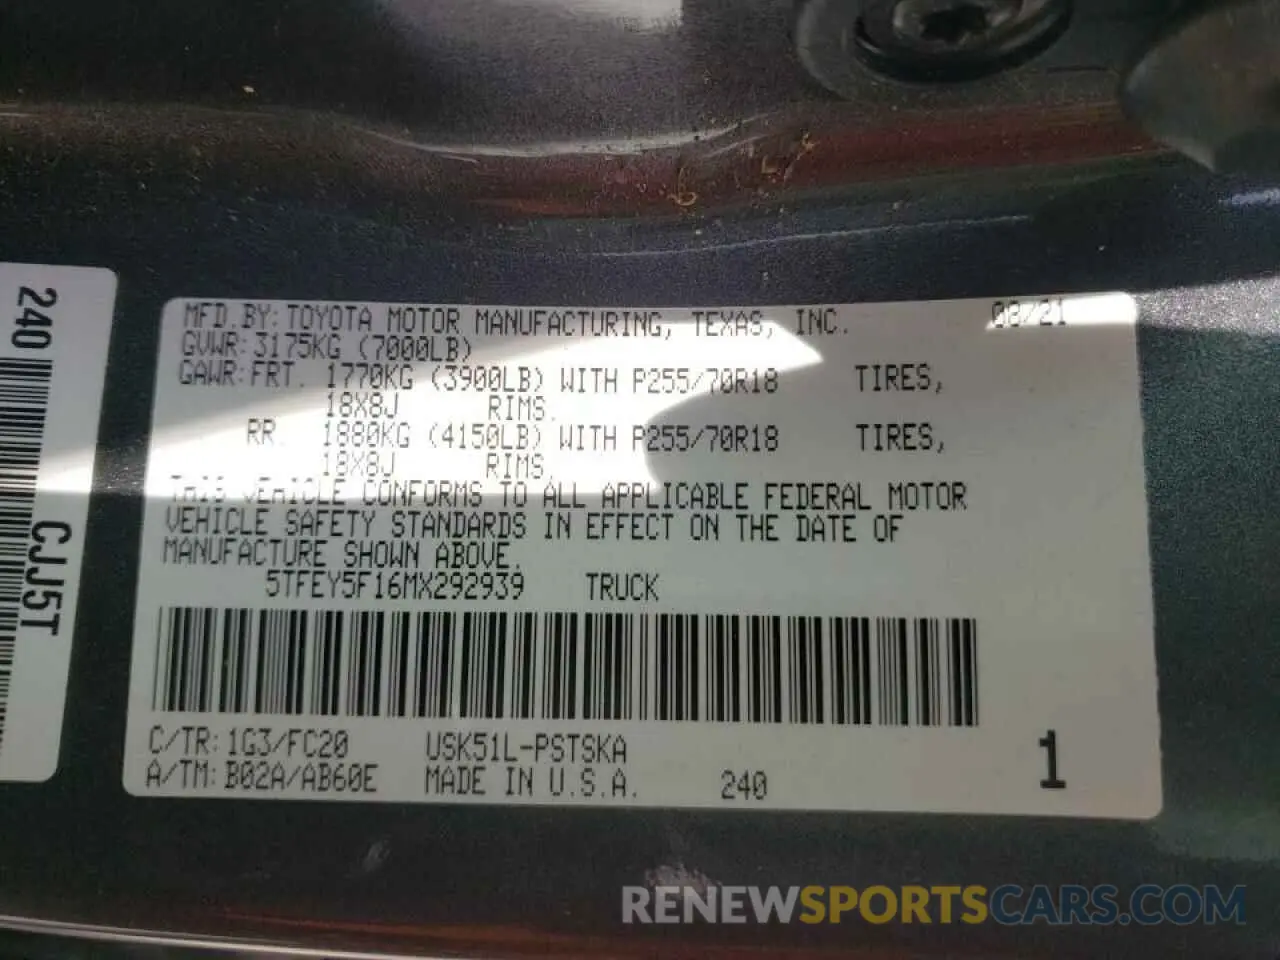 MFD. BY: TOYOTA MOTOR MANUFACTURING, TEXAS, INC. 08/21
GVWR: 3175KG (7000LB)
GAWR: FRT. 1770KG (3900LB) WITH P255/70R18 TIRES,
18X8J RIMS.
RR. 1880KG (4150LB) WITH P255/70R18 TIRES,
18X8J RIMS,
THIS VEHICLE CONFORMS TO ALL APPLICABLE FEDERAL MOTOR
VEHICLE SAFETY STANDARDS IN EFFECT ON THE DATE OF
MANUFACTURE SHOWN ABOVE.
5TFEY5F16MX292939 TRUCK
C/TR: 1G3/FC20 USK51L-PSTSKA
A/TM: B02A/AB60E MADE IN U.S.A. 240
1
240
CJJ5T
RENEWSPORTSCARS.COM